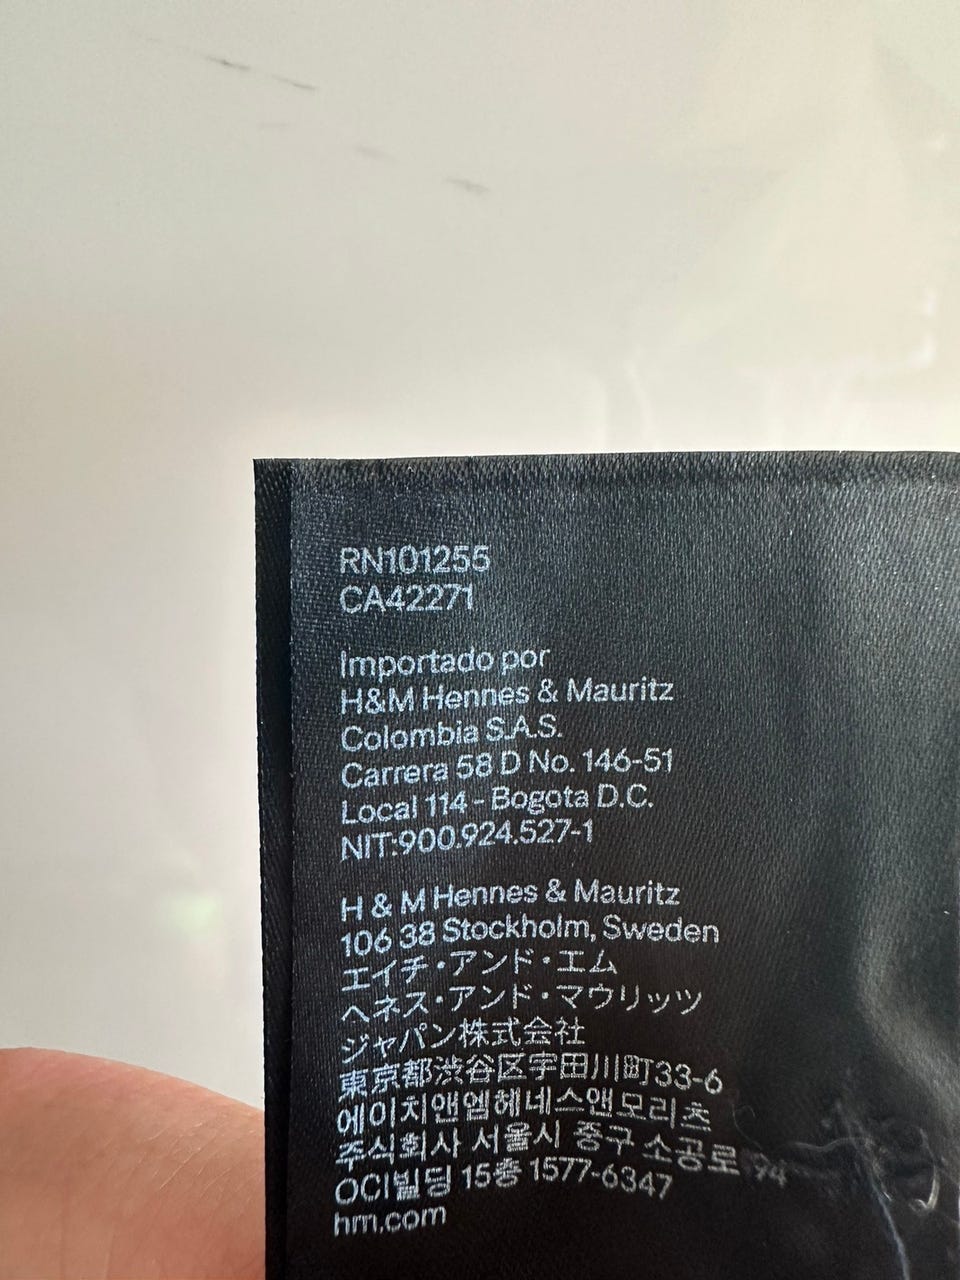 RN101255
CA42271
Importado por
H&M Hennes & Mauritz
Colombia S.A.S.
Carrera 58 D No. 146-51
Local 114 - Bogota D.C.
NIT:900.924.527-1
H & M Hennes & Mauritz
106 38 Stockholm, Sweden
エイチ・アンド・エム
ヘネス・アンド・マウリッツ
ジャパン株式会社
東京都渋谷区宇田川町33-6
에이치앤엠헤네스앤모리츠
주식회사 서울시 중구 소공로 94
OCI빌딩 15층 1577-6347
hm.com